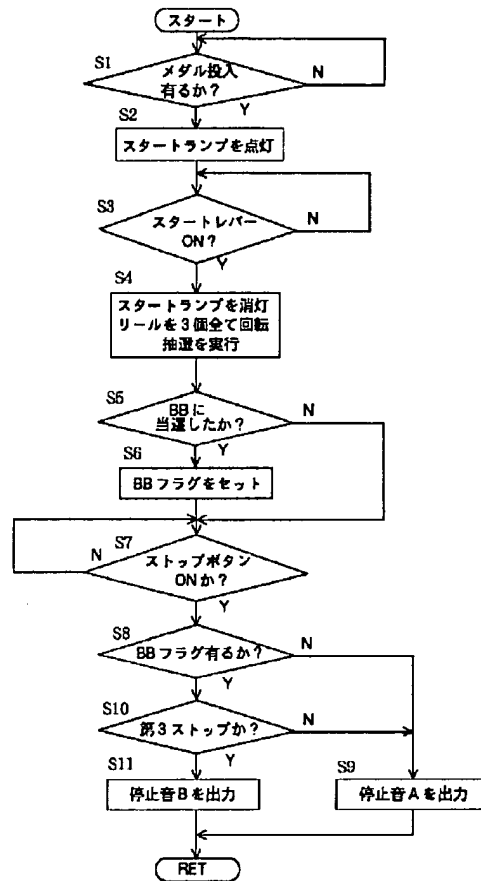 スタート
S1
メダル投入
有るか?
N
Y
S2
スタートランプを点灯
S3
スタートレバー
ON?
N
Y
S4
スタートランプを消灯
リールを3個全て回転
抽選を実行
S5
BBに
当選したか?
N
Y
S6
BBフラグをセット
S7
N
ストップボタン
ONか?
Y
S8
BBフラグ有るか?
N
Y
S10
第3ストップか?
N
Y
S11
停止音Bを出力
S9
停止音Aを出力
RET